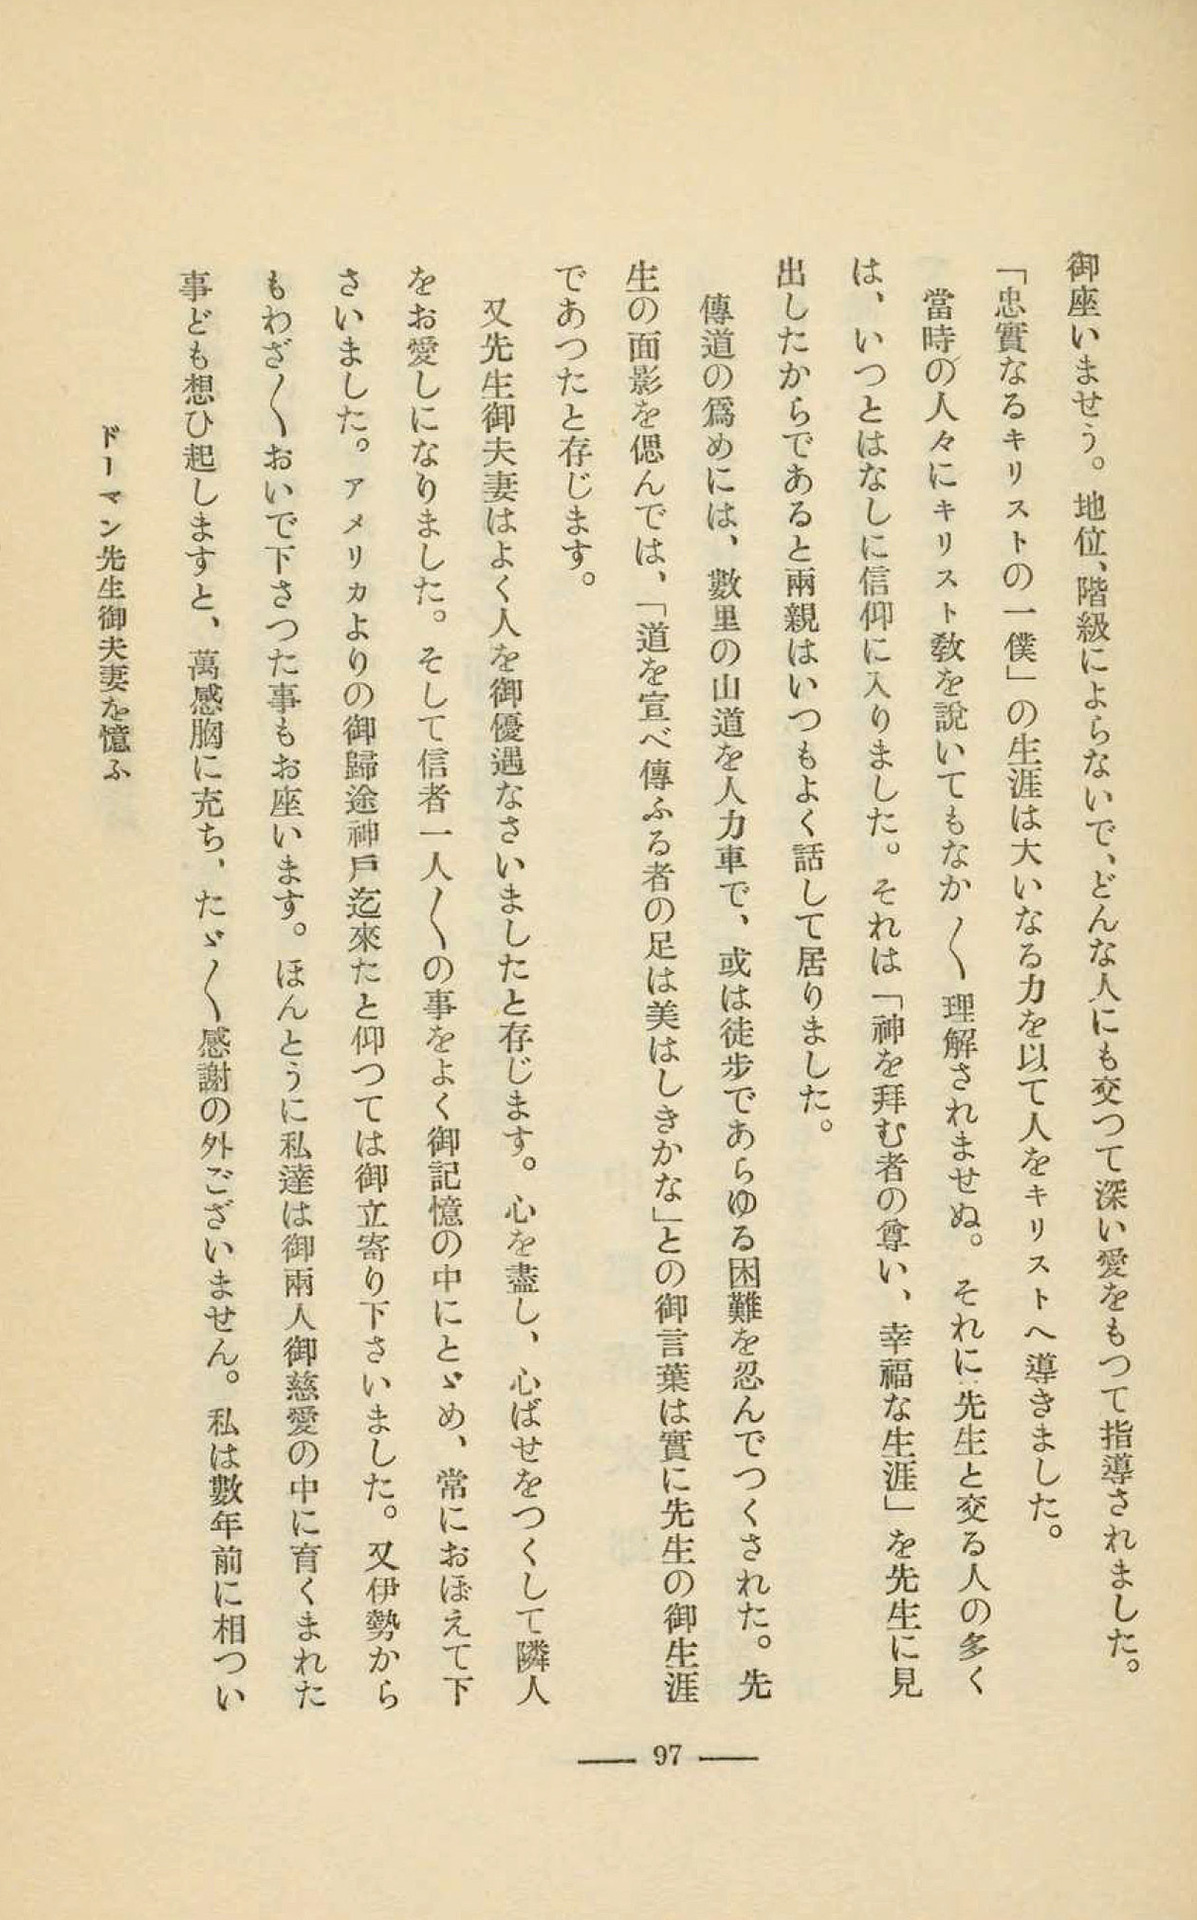 御座いませう。地位、階級によらないで、どんな人にも交つて深い愛をもつて指導されました。
「忠實なるキリストの一僕」の生涯は大いなる力を以て人をキリストへ導きました。
當時の人々にキリスト敎を說いてもなか〱理解されませぬ。それに先生と交る人の多く
は、いつとはなしに信仰に入りました。それは「神を拜む者の尊い、幸福な生涯」を先生に見
出したからであると兩親はいつもよく話して居りました。
傳道の爲めには、數里の山道を人力車で、或は徒步であらゆる困難を忍んでつくされた。先
生の面影を偲んでは、「道を宣べ傳ふる者の足は美はしきかな」との御言葉は實に先生の御生涯
であつたと存じます。
又先生御夫妻はよく人を御優遇なさいましたと存じます。心を盡し、心ばせをつくして隣人
をお愛しになりました。そして信者一人〱の事をよく御記憶の中にとゞめ、常におぼえて下
さいました。アメリカよりの御歸途神戶迄來たと仰つては御立寄り下さいました。又伊勢から
もわざ〱おいで下さつた事もお座います。ほんとうに私達は御兩人御慈愛の中に育くまれた
事ども想ひ起しますと、萬感胸に充ち、たゞ〱感謝の外ございません。私は數年前に相つい
ドーマン先生御夫妻を憶ふ
97